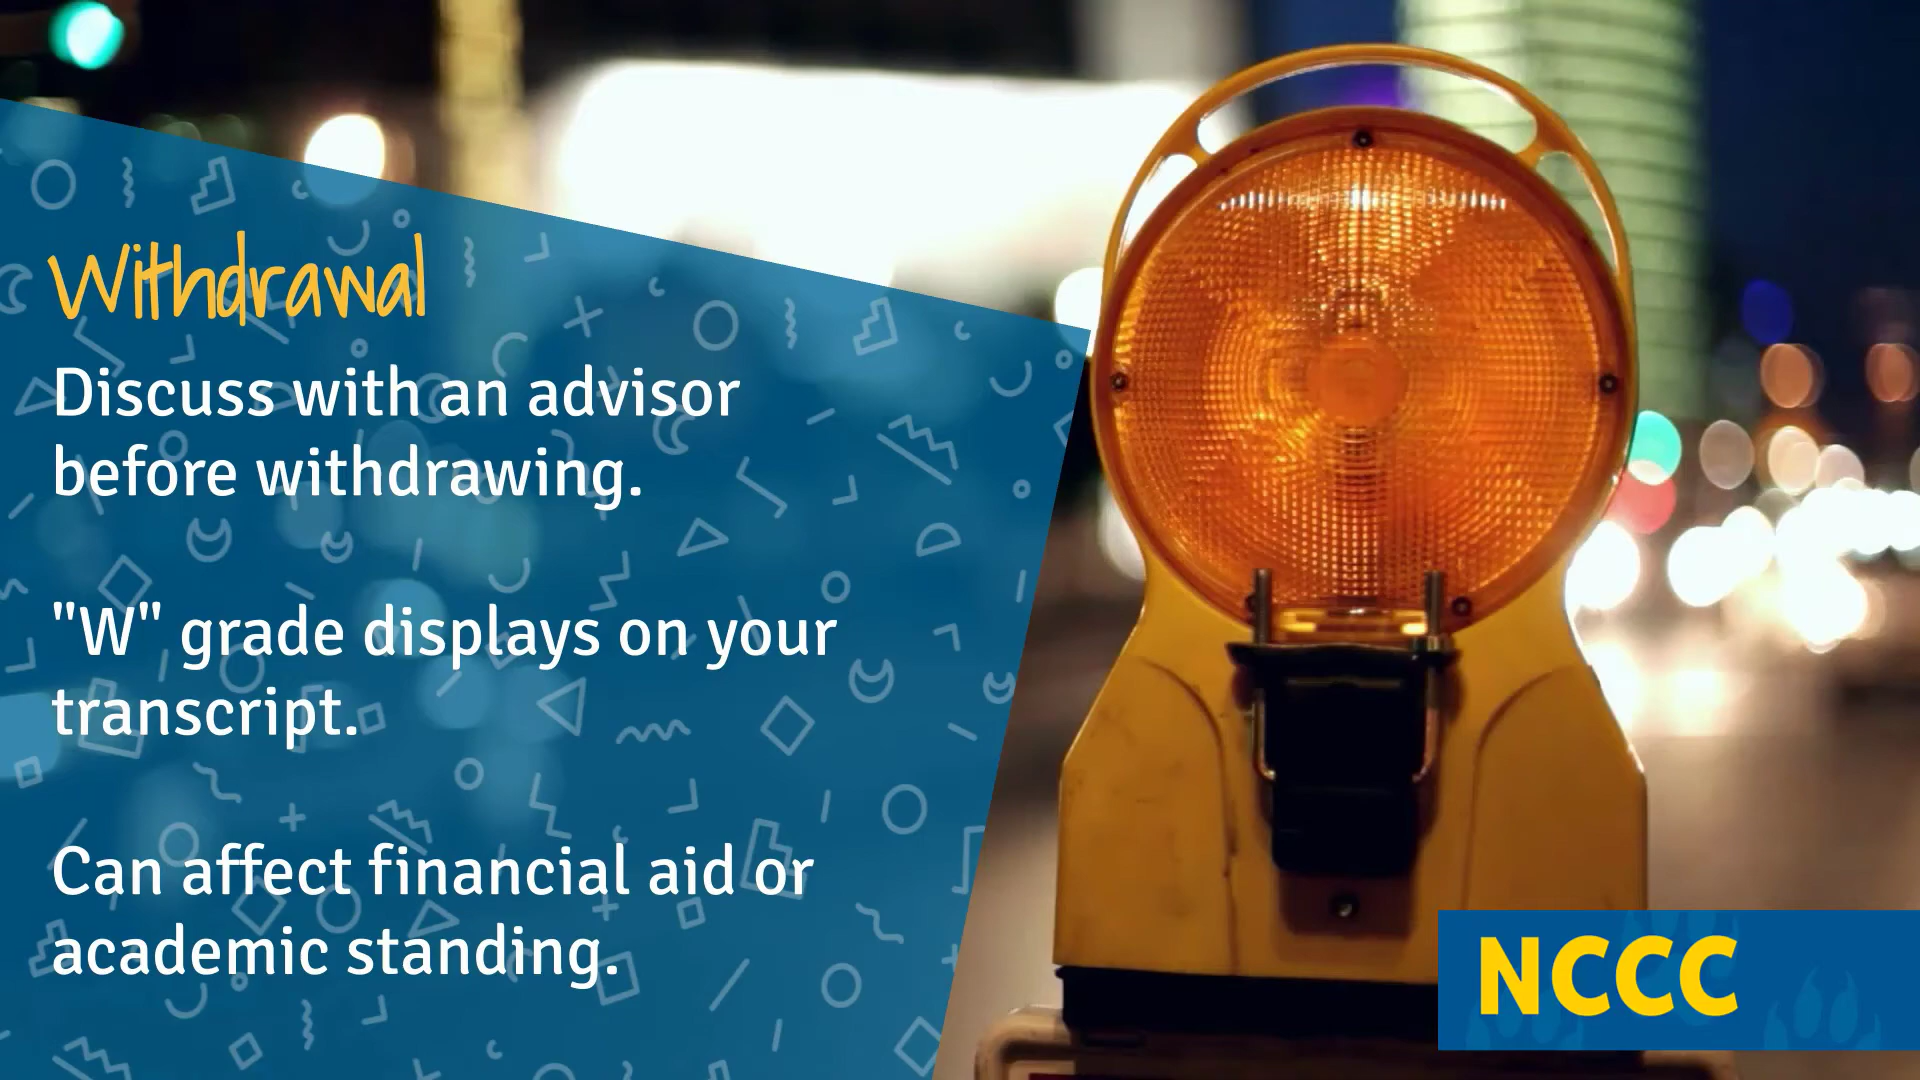 Withdrawal
Discuss with an advisor
before withdrawing.
"W" grade displays on your
transcript.
Can affect financial aid or
academic standing.
NCCC